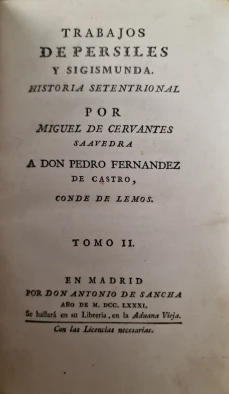 TRABAJOS
DE PERSILES
Y SIGISMUNDA.
HISTORIA SETENTRIONAL
POR
MIGUEL DE CERVANTES
SAAVEDRA
A DON PEDRO FERNANDEZ
DE CASTRO,
CONDE DE LEMOS.
TOMO II.
EN MADRID
POR DON ANTONIO DE SANCHA
AÑO DE M. DCC. LXXXI.
Se hallará en su Libreria, en la Aduana Vieja.
Con las Licencias necesarias.